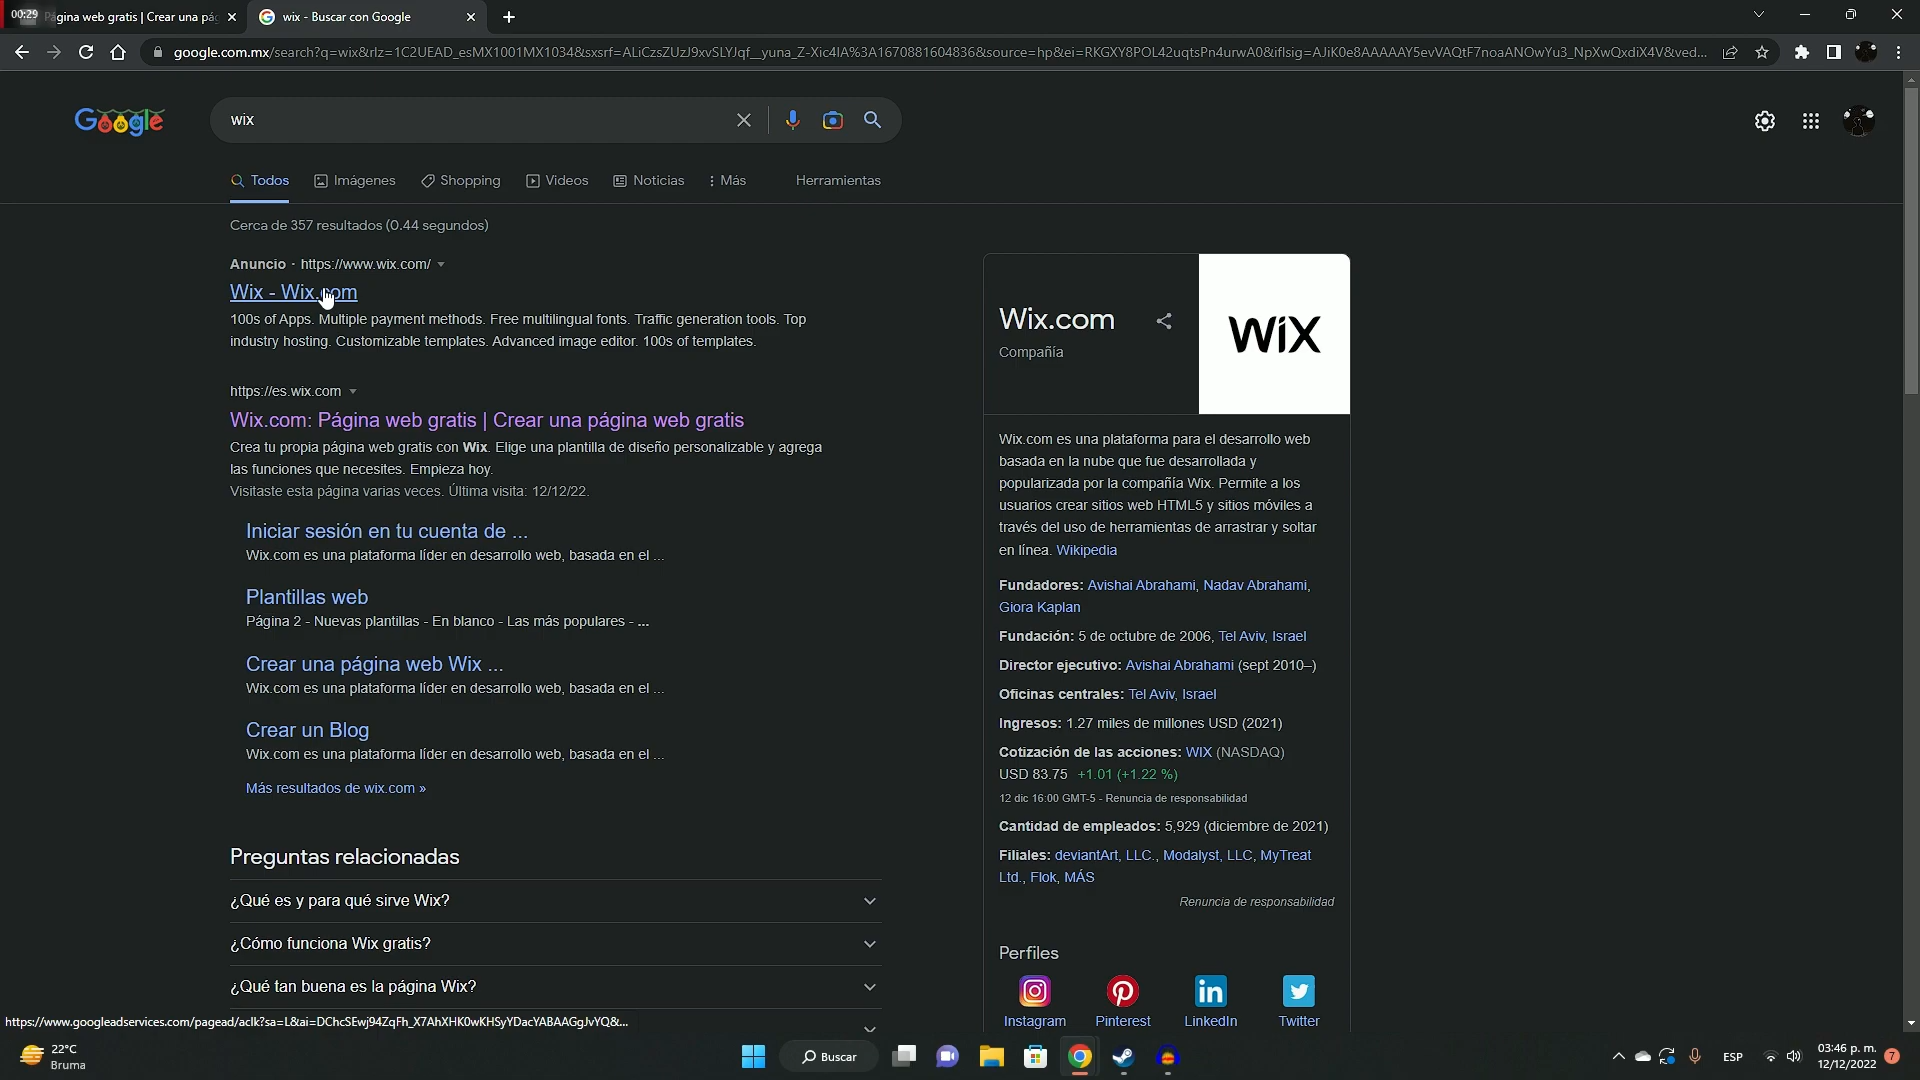 00:29
ágina web gratis | Crear una pág
wix - Buscar con Google
google.com.mx/search?q=wix&rlz=1C2UEAD_esMX1001MX1034&sxsrf=ALiCzsZUzJ9xvSLYJqf_yuna_Z-Xic4lA%3A1670881604836&source=hp&ei=RKGXY8POL42uqtsPn4urwA0&iflsig=AJiK0e8AAAAAY5evVAQtF7noaANOwYu3_NpXwQxdiX4V&ved...
Google
wix
Todos
Imágenes
Shopping
Videos
Noticias
Más
Herramientas
Cerca de 357 resultados (0.44 segundos)
Anuncio · https://www.wix.com/
Wix - Wix.com
100s of Apps. Multiple payment methods. Free multilingual fonts. Traffic generation tools. Top
industry hosting. Customizable templates. Advanced image editor. 100s of templates.
https://es.wix.com
Wix.com: Página web gratis | Crear una página web gratis
Crea tu propia página web gratis con Wix. Elige una plantilla de diseño personalizable y agrega
las funciones que necesites. Empieza hoy.
Visitaste esta página varias veces. Última visita: 12/12/22.
Iniciar sesión en tu cuenta de ...
Wix.com es una plataforma líder en desarrollo web, basada en el ...
Plantillas web
Página 2 - Nuevas plantillas - En blanco - Las más populares - ...
Crear una página web Wix ...
Wix.com es una plataforma líder en desarrollo web, basada en el ...
Crear un Blog
Wix.com es una plataforma líder en desarrollo web, basada en el ...
Más resultados de wix.com »
Preguntas relacionadas
¿Qué es y para qué sirve Wix?
¿Cómo funciona Wix gratis?
¿Qué tan buena es la página Wix?
Wix.com
Compañía
WiX
Wix.com es una plataforma para el desarrollo web
basada en la nube que fue desarrollada y
popularizada por la compañía Wix. Permite a los
usuarios crear sitios web HTML5 y sitios móviles a
través del uso de herramientas de arrastrar y soltar
en línea. Wikipedia
Fundadores: Avishai Abrahami, Nadav Abrahami,
Giora Kaplan
Fundación: 5 de octubre de 2006, Tel Aviv, Israel
Director ejecutivo: Avishai Abrahami (sept 2010–)
Oficinas centrales: Tel Aviv, Israel
Ingresos: 1.27 miles de millones USD (2021)
Cotización de las acciones: WIX (NASDAQ)
USD 83.75 +1.01 (+1.22 %)
12 dic 16:00 GMT-5 - Renuncia de responsabilidad
Cantidad de empleados: 5,929 (diciembre de 2021)
Filiales: deviantArt, LLC., Modalyst, LLC, MyTreat
Ltd., Flok, MÁS
Renuncia de responsabilidad
Perfiles
Instagram
Pinterest
LinkedIn
Twitter
https://www.googleadservices.com/pagead/aclk?sa=L&ai=DChcSEwj94ZqFh_X7AhXHK0wKHSyYDacYABAAGgJvYQ&...
22°C
Bruma
Buscar
ESP
03:46 p. m.
12/12/2022
7